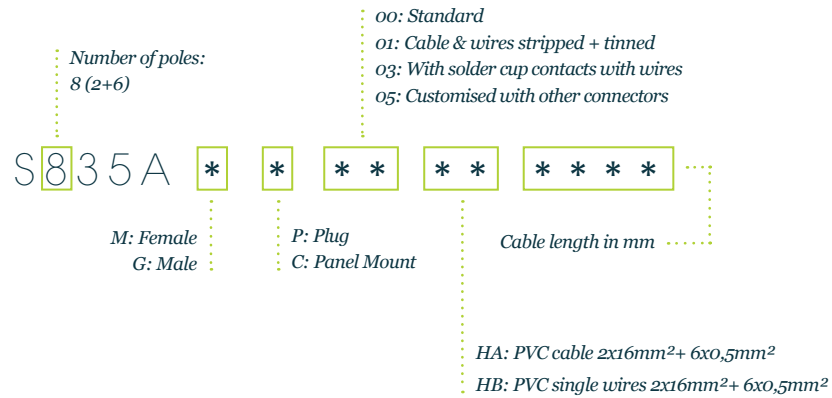 00: Standard
01: Cable & wires stripped + tinned
03: With solder cup contacts with wires
05: Customised with other connectors
Number of poles:
8 (2+6)
S835A * * ** ** ****
M: Female
G: Male
P: Plug
C: Panel Mount
Cable length in mm
HA: PVC cable 2x16mm²+ 6x0,5mm²
HB: PVC single wires 2x16mm²+ 6x0,5mm²